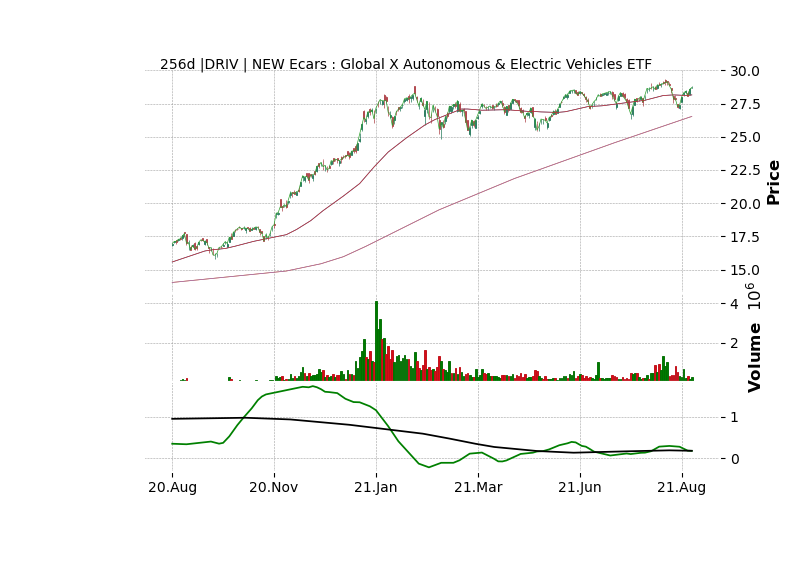 256d |DRIV | NEW Ecars : Global X Autonomous & Electric Vehicles ETF
30.0
27.5
25.0
22.5
20.0
17.5
15.0
Price
4
2
Volume 10^6
1
0
20.Aug 20.Nov 21.Jan 21.Mar 21.Jun 21.Aug